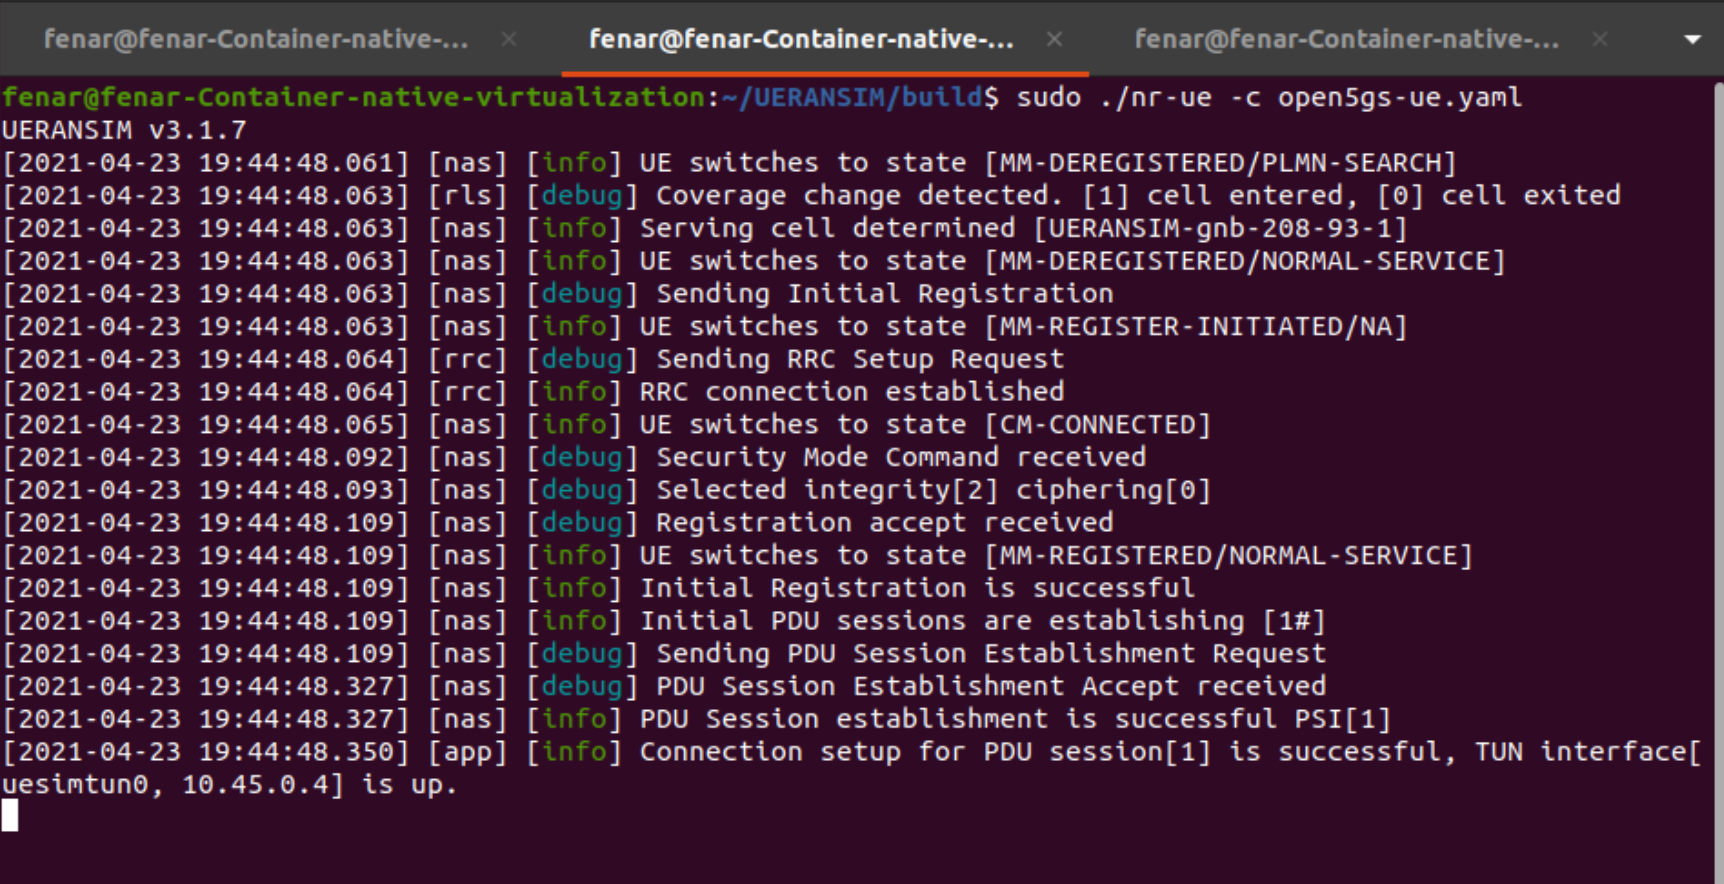 fenar@fenar-Container-native-... × fenar@fenar-Container-native-... × fenar@fenar-Container-native-... ×
fenar@fenar-Container-native-virtualization:~/UERANSIM/build$ sudo ./nr-ue -c open5gs-ue.yaml
UERANSIM v3.1.7
[2021-04-23 19:44:48.061] [nas] [info] UE switches to state [MM-DEREGISTERED/PLMN-SEARCH]
[2021-04-23 19:44:48.063] [rls] [debug] Coverage change detected. [1] cell entered, [0] cell exited
[2021-04-23 19:44:48.063] [nas] [info] Serving cell determined [UERANSIM-gnb-208-93-1]
[2021-04-23 19:44:48.063] [nas] [info] UE switches to state [MM-DEREGISTERED/NORMAL-SERVICE]
[2021-04-23 19:44:48.063] [nas] [debug] Sending Initial Registration
[2021-04-23 19:44:48.063] [nas] [info] UE switches to state [MM-REGISTER-INITIATED/NA]
[2021-04-23 19:44:48.064] [rrc] [debug] Sending RRC Setup Request
[2021-04-23 19:44:48.064] [rrc] [info] RRC connection established
[2021-04-23 19:44:48.065] [nas] [info] UE switches to state [CM-CONNECTED]
[2021-04-23 19:44:48.092] [nas] [debug] Security Mode Command received
[2021-04-23 19:44:48.093] [nas] [debug] Selected integrity[2] ciphering[0]
[2021-04-23 19:44:48.109] [nas] [debug] Registration accept received
[2021-04-23 19:44:48.109] [nas] [info] UE switches to state [MM-REGISTERED/NORMAL-SERVICE]
[2021-04-23 19:44:48.109] [nas] [info] Initial Registration is successful
[2021-04-23 19:44:48.109] [nas] [info] Initial PDU sessions are establishing [1#]
[2021-04-23 19:44:48.109] [nas] [debug] Sending PDU Session Establishment Request
[2021-04-23 19:44:48.327] [nas] [debug] PDU Session Establishment Accept received
[2021-04-23 19:44:48.327] [nas] [info] PDU Session establishment is successful PSI[1]
[2021-04-23 19:44:48.350] [app] [info] Connection setup for PDU session[1] is successful, TUN interface[
uesimtun0, 10.45.0.4] is up.